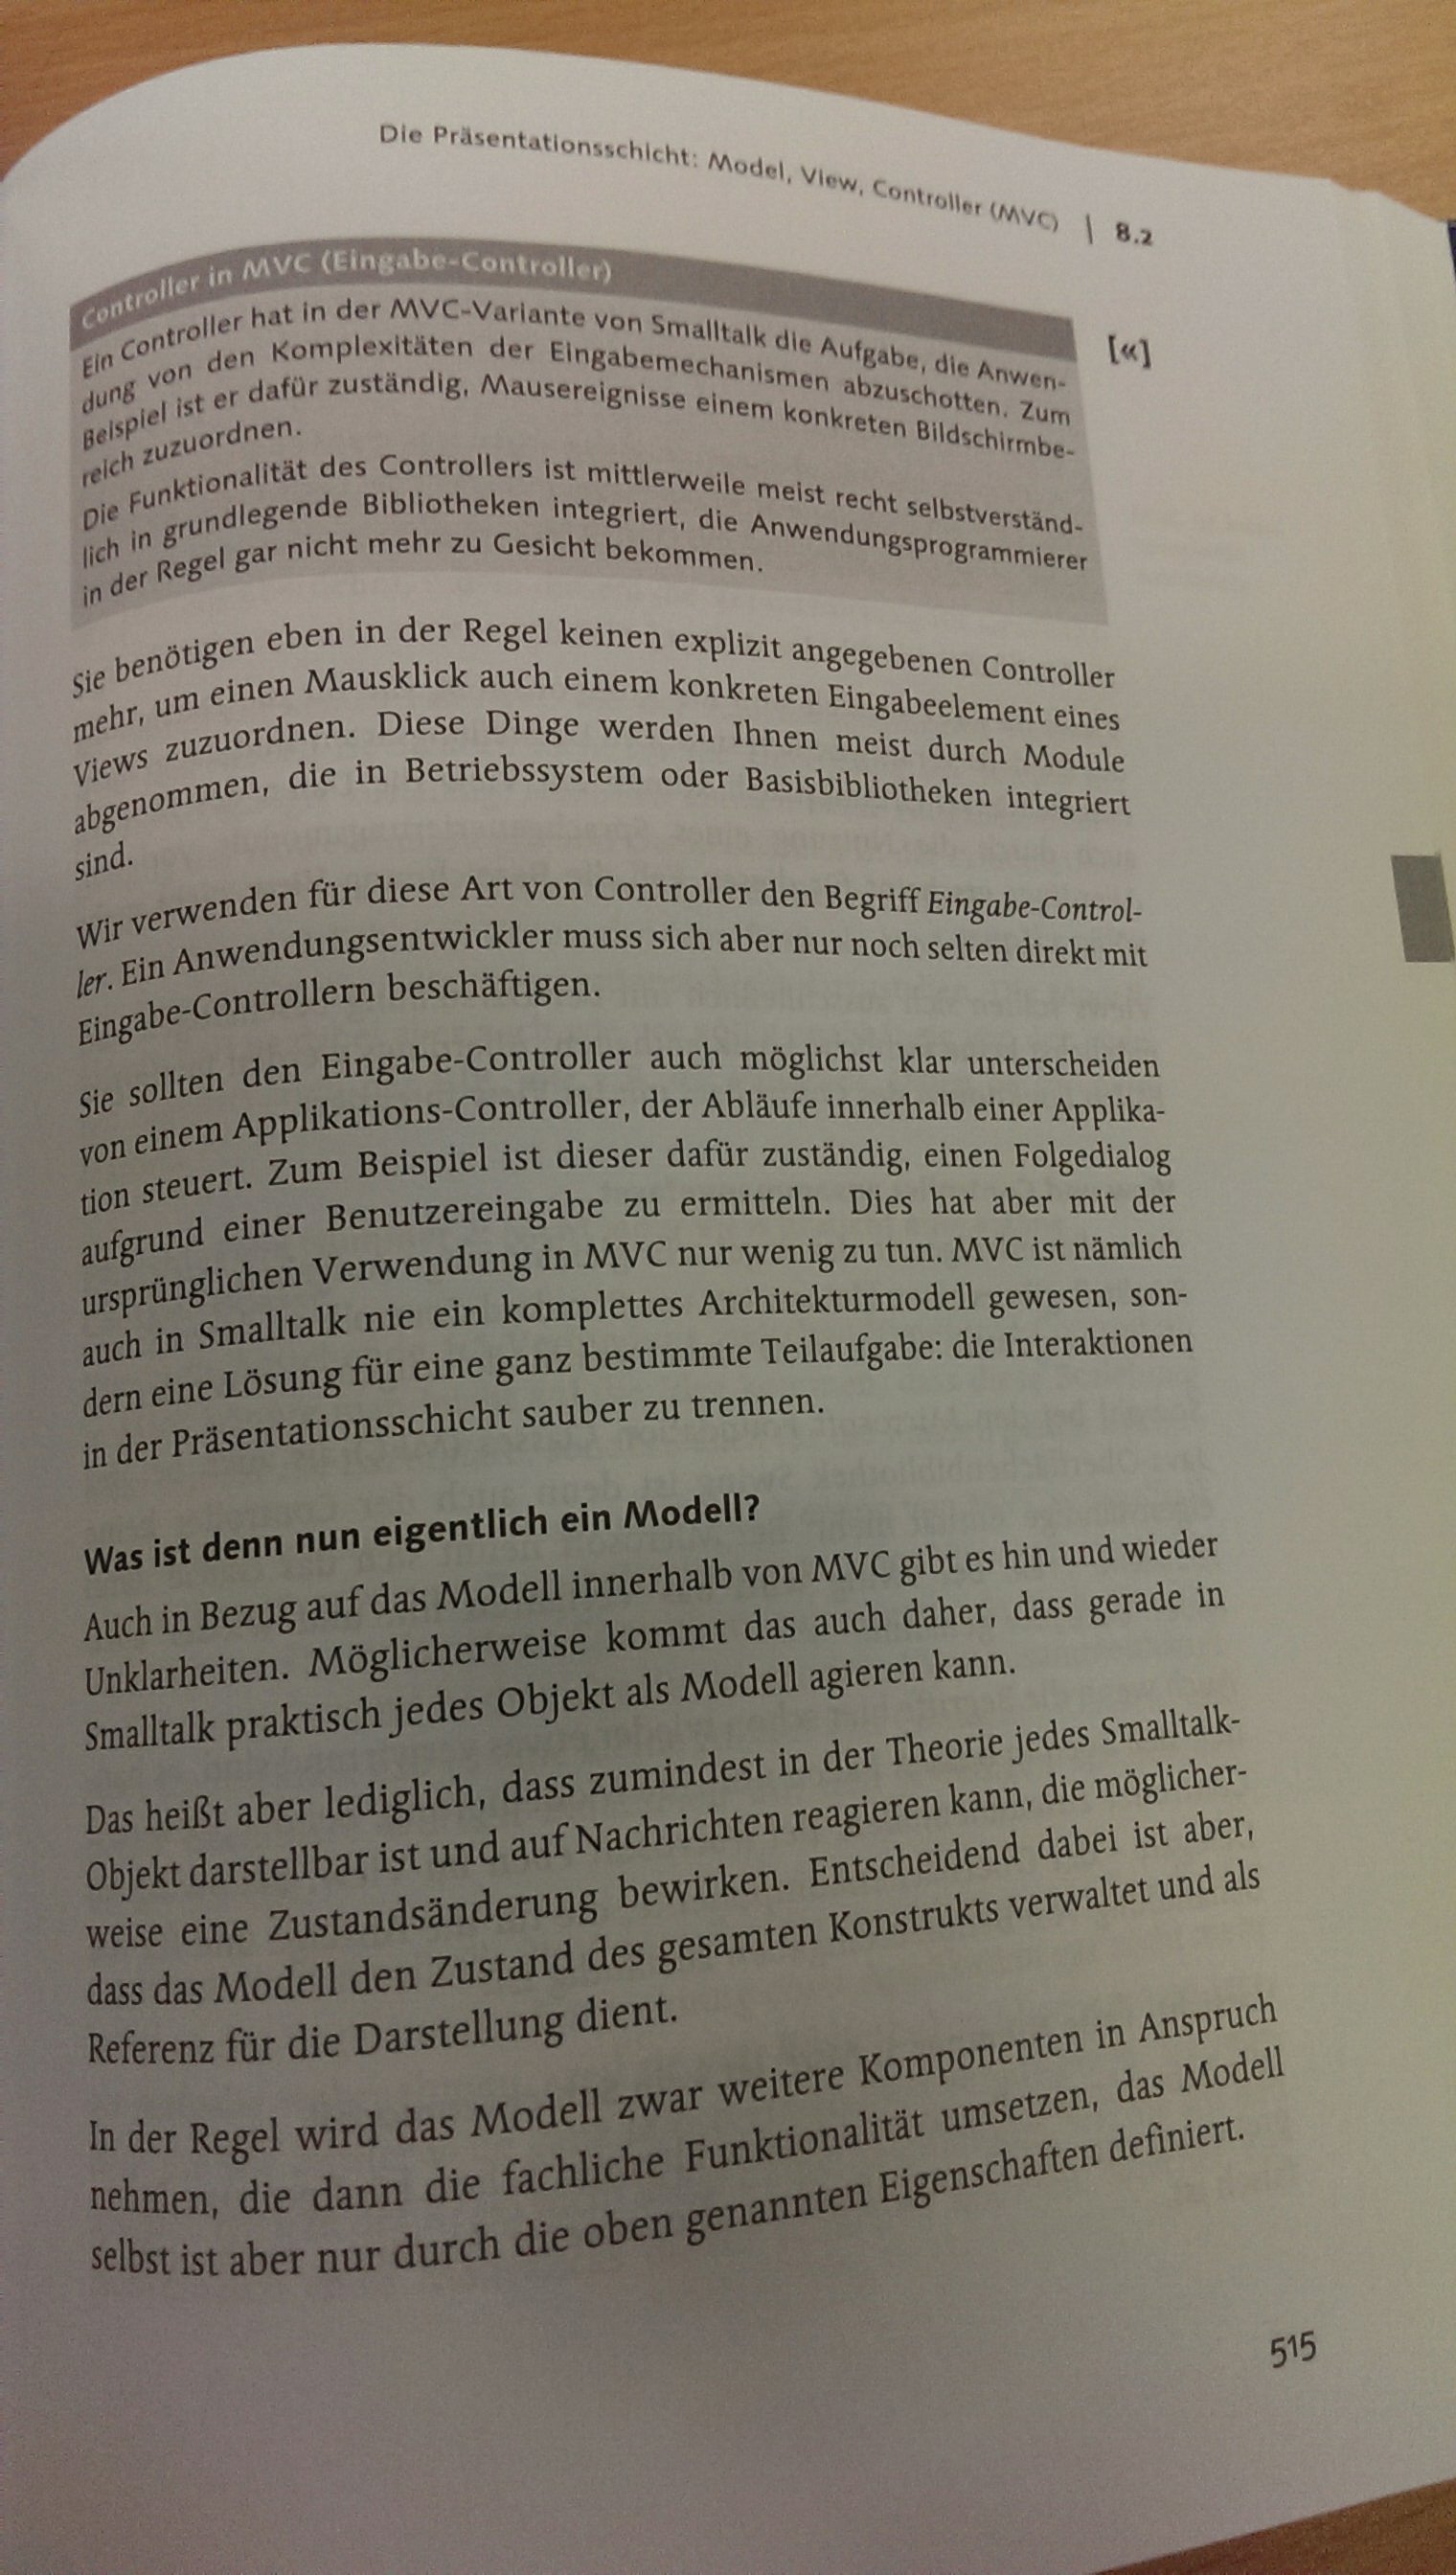 Die Präsentationsschicht: Model, View, Controller (MVC) | 8.2
Controller in MVC (Eingabe-Controller)
[«]
Ein Controller hat in der MVC-Variante von Smalltalk die Aufgabe, die Anwen-
dung von den Komplexitäten der Eingabemechanismen abzuschotten. Zum
Beispiel ist er dafür zuständig, Mausereignisse einem konkreten Bildschirmbe-
reich zuzuordnen.
Die Funktionalität des Controllers ist mittlerweile meist recht selbstverständ-
lich in grundlegende Bibliotheken integriert, die Anwendungsprogrammierer
in der Regel gar nicht mehr zu Gesicht bekommen.
Sie benötigen eben in der Regel keinen explizit angegebenen Controller
mehr, um einen Mausklick auch einem konkreten Eingabeelement eines
Views zuzuordnen. Diese Dinge werden Ihnen meist durch Module
abgenommen, die in Betriebssystem oder Basisbibliotheken integriert
sind.
Wir verwenden für diese Art von Controller den Begriff Eingabe-Control-
ler. Ein Anwendungsentwickler muss sich aber nur noch selten direkt mit
Eingabe-Controllern beschäftigen.
Sie sollten den Eingabe-Controller auch möglichst klar unterscheiden
von einem Applikations-Controller, der Abläufe innerhalb einer Applika-
tion steuert. Zum Beispiel ist dieser dafür zuständig, einen Folgedialog
aufgrund einer Benutzereingabe zu ermitteln. Dies hat aber mit der
ursprünglichen Verwendung in MVC nur wenig zu tun. MVC ist nämlich
auch in Smalltalk nie ein komplettes Architekturmodell gewesen, son-
dern eine Lösung für eine ganz bestimmte Teilaufgabe: die Interaktionen
in der Präsentationsschicht sauber zu trennen.
Was ist denn nun eigentlich ein Modell?
Auch in Bezug auf das Modell innerhalb von MVC gibt es hin und wieder
Unklarheiten. Möglicherweise kommt das auch daher, dass gerade in
Smalltalk praktisch jedes Objekt als Modell agieren kann.
Das heißt aber lediglich, dass zumindest in der Theorie jedes Smalltalk-
Objekt darstellbar ist und auf Nachrichten reagieren kann, die möglicher-
weise eine Zustandsänderung bewirken. Entscheidend dabei ist aber,
dass das Modell den Zustand des gesamten Konstrukts verwaltet und als
Referenz für die Darstellung dient.
In der Regel wird das Modell zwar weitere Komponenten in Anspruch
nehmen, die dann die fachliche Funktionalität umsetzen, das Modell
selbst ist aber nur durch die oben genannten Eigenschaften definiert.
515